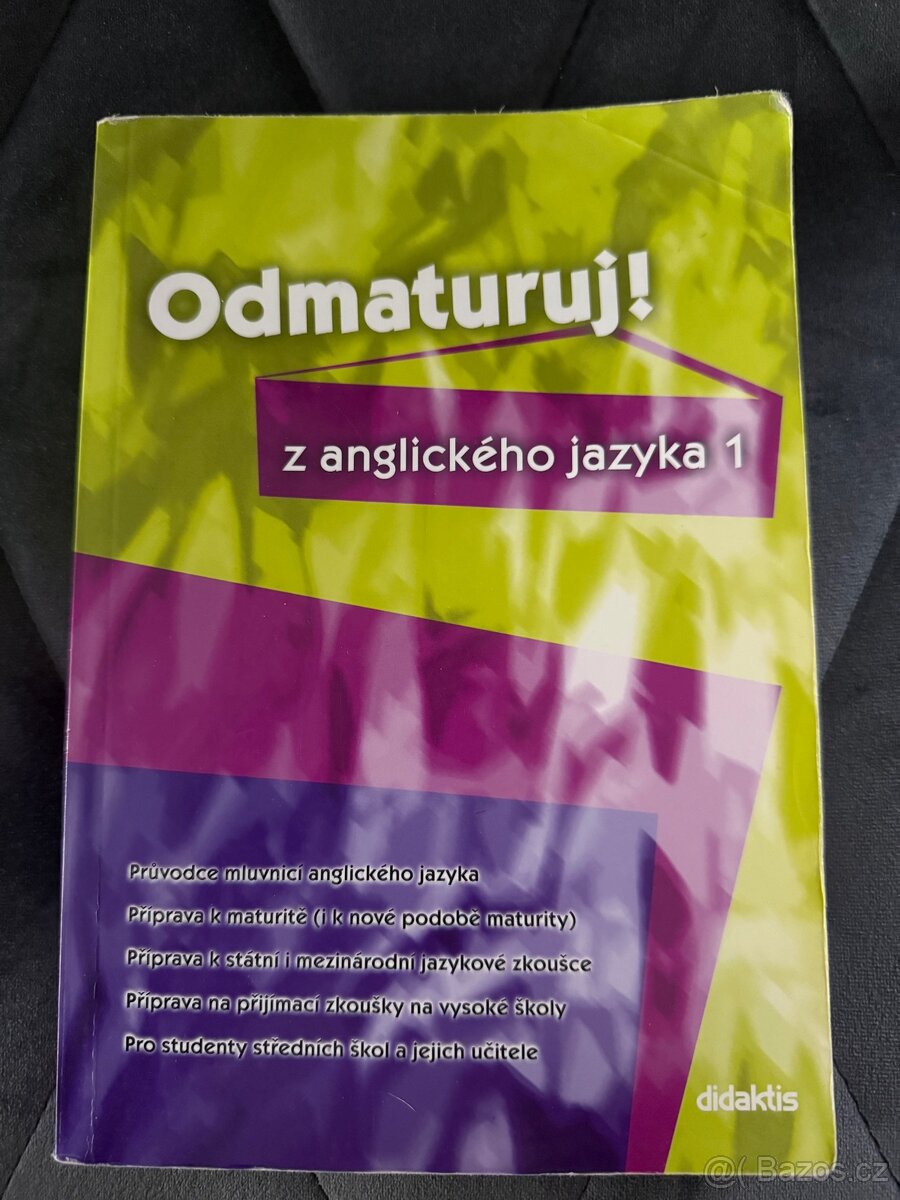 Odmaturuj!
z anglického jazyka 1
Průvodce mluvnicí anglického jazyka
Příprava k maturitě (i k nové podobě maturity)
Příprava k státní i mezinárodní jazykové zkoušce
Příprava na přijímací zkoušky na vysoké školy
Pro studenty středních škol a jejich učitele
didaktis
@( Bazos.cz